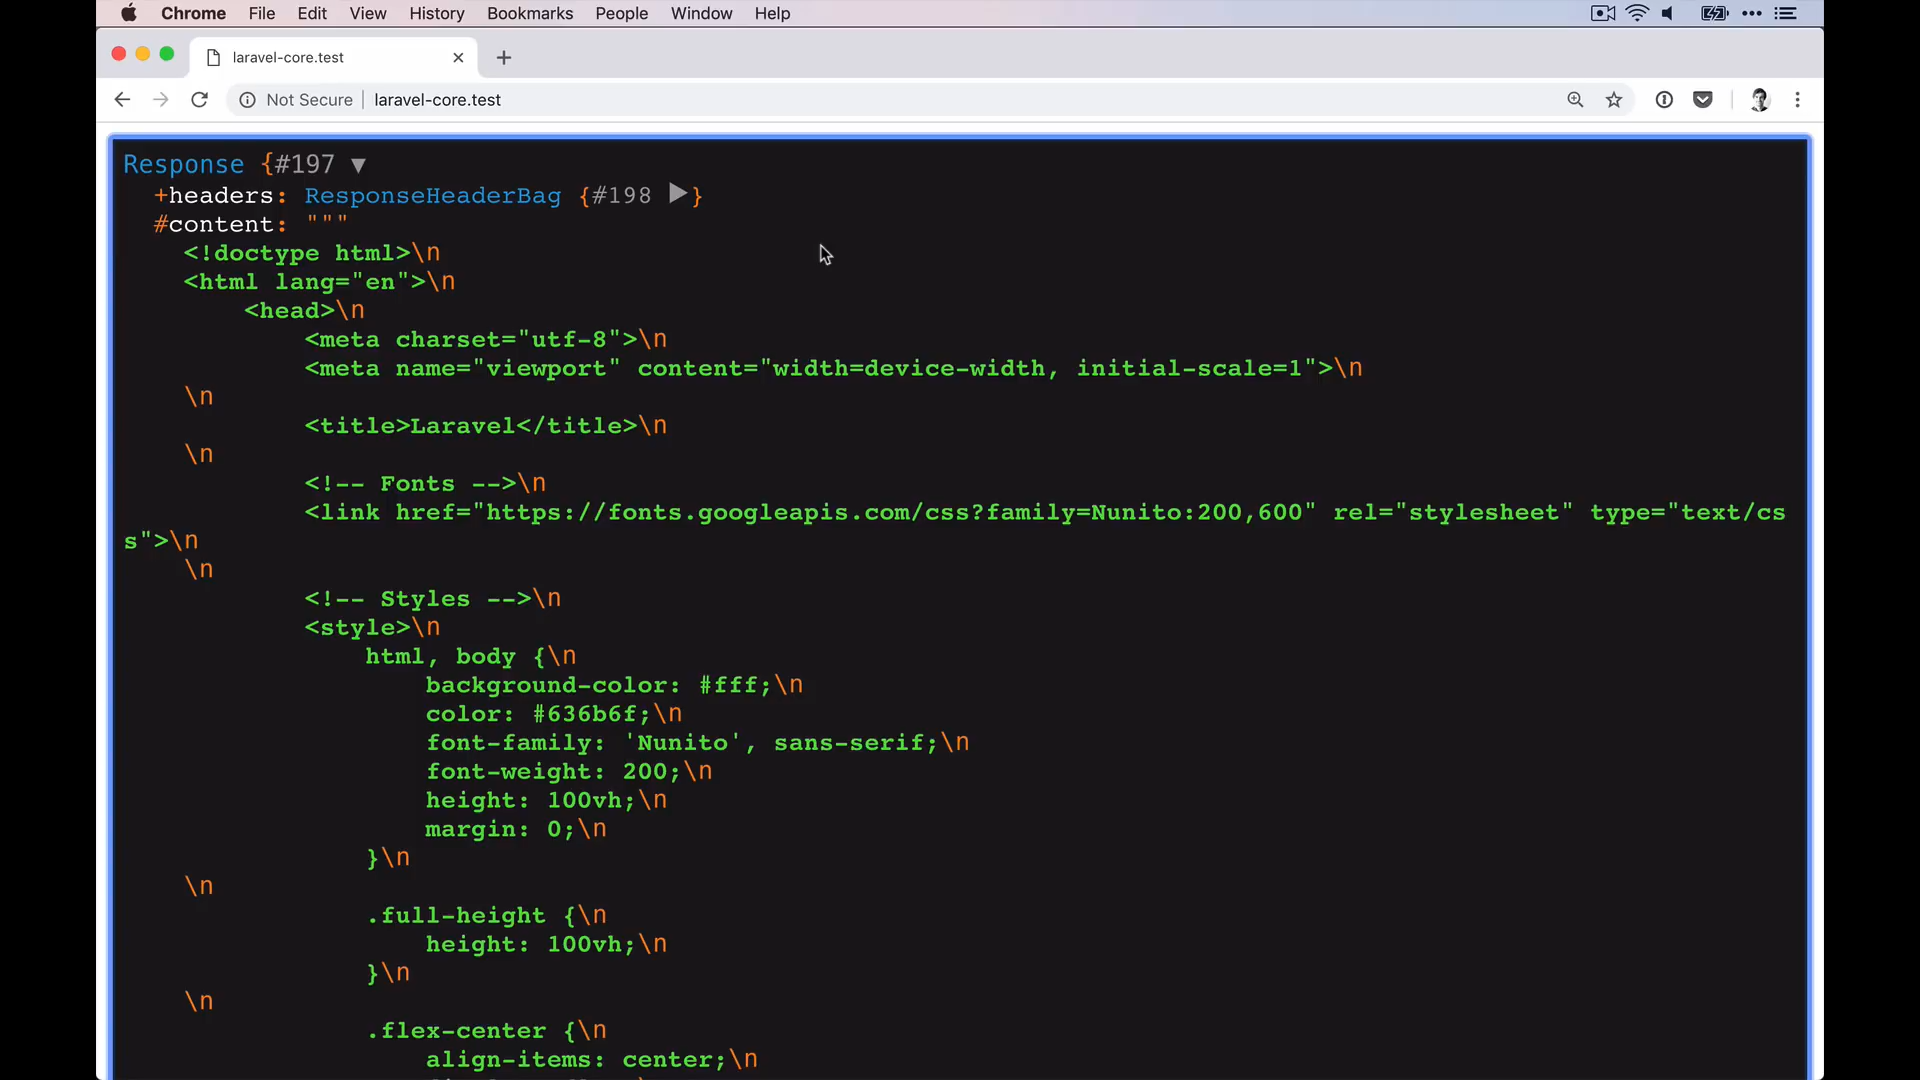 Chrome File Edit View History Bookmarks People Window Help
laravel-core.test
Not Secure | laravel-core.test
Response {#197 ▼
+headers: ResponseHeaderBag {#198 ▶}
#content: """
<!doctype html>\n
<html lang="en">\n
<head>\n
<meta charset="utf-8">\n
<meta name="viewport" content="width=device-width, initial-scale=1">\n
\n
<title>Laravel</title>\n
\n
<!-- Fonts -->\n
<link href="https://fonts.googleapis.com/css?family=Nunito:200,600" rel="stylesheet" type="text/cs
s">\n
\n
<!-- Styles -->\n
<style>\n
html, body {\n
background-color: #fff;\n
color: #636b6f;\n
font-family: 'Nunito', sans-serif;\n
font-weight: 200;\n
height: 100vh;\n
margin: 0;\n
}\n
\n
.full-height {\n
height: 100vh;\n
}\n
\n
.flex-center {\n
align-items: center;\n